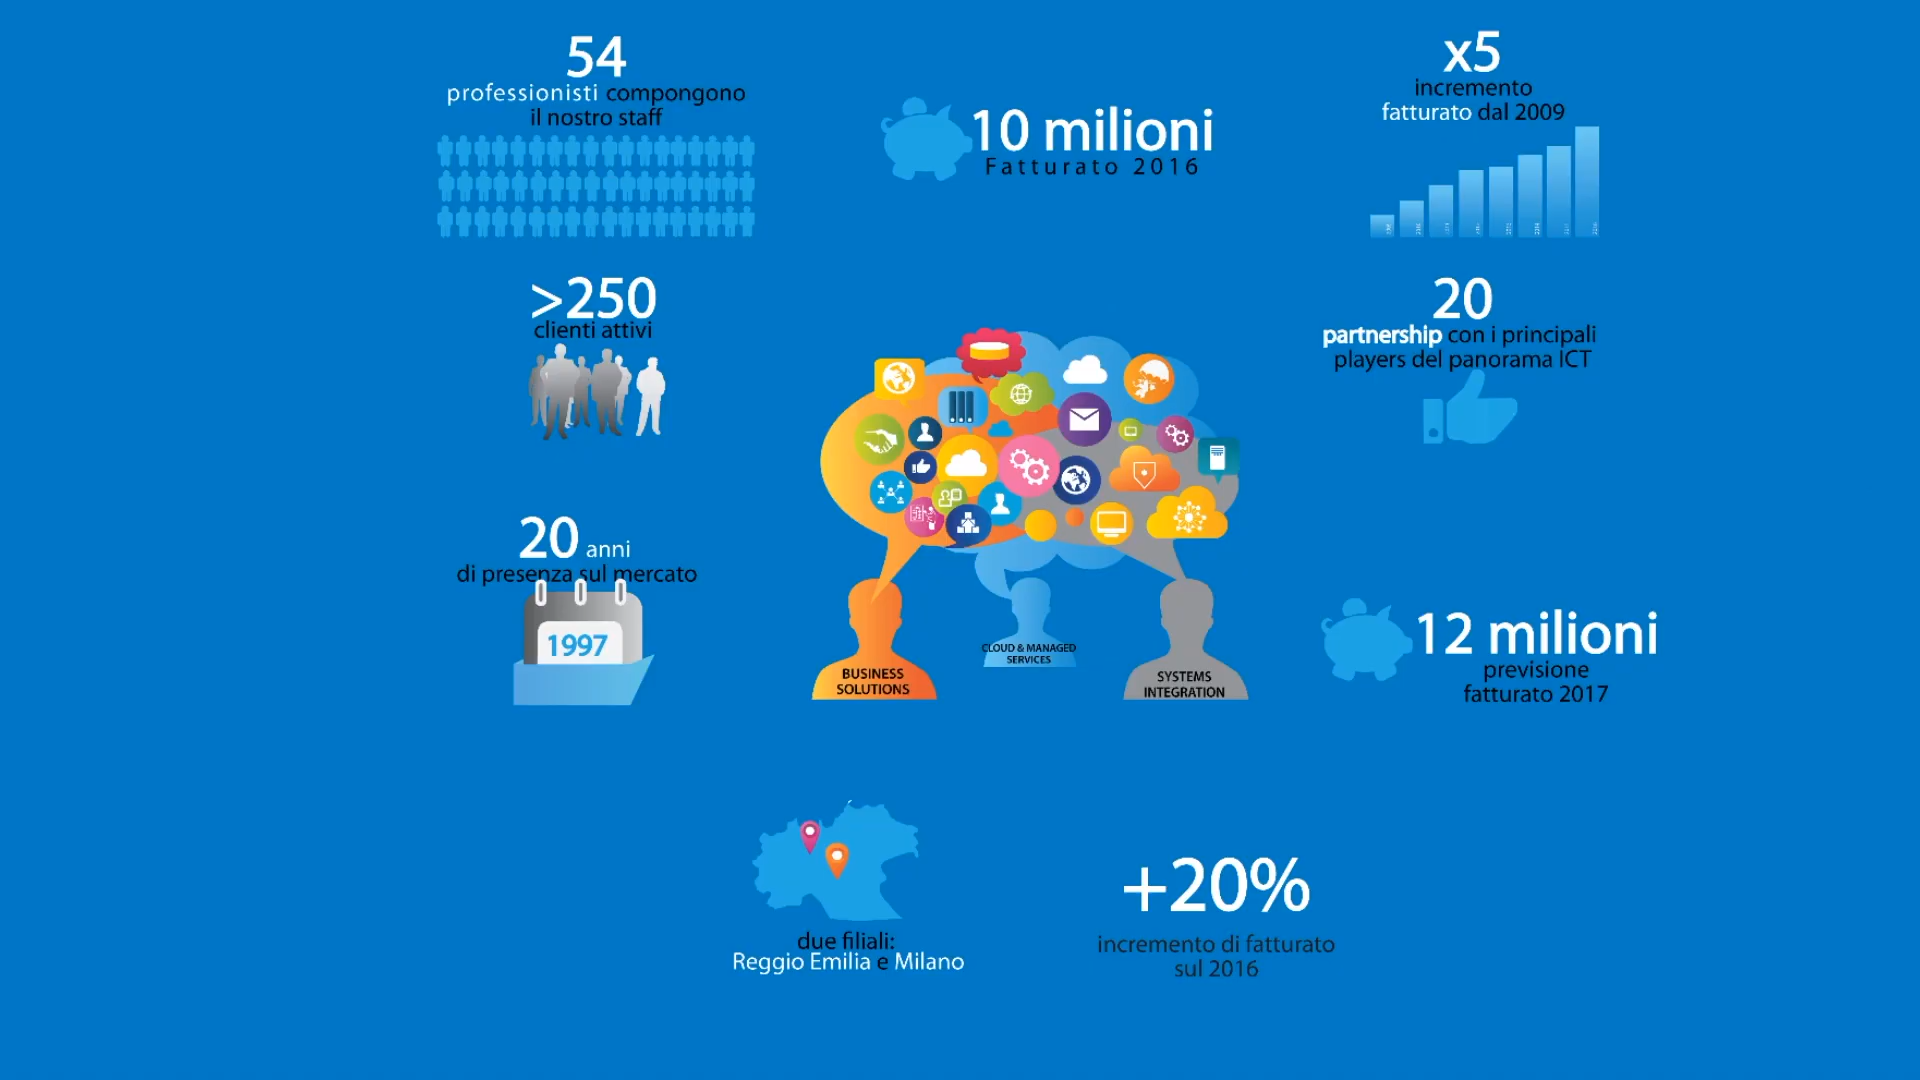 54
professionisti compongono
il nostro staff
10 milioni
Fatturato 2016
x5
incremento
fatturato dal 2009
>250
clienti attivi
20
partnership con i principali
players del panorama ICT
20 anni
di presenza sul mercato
1997
BUSINESS
SOLUTIONS
CLOUD & MANAGED
SERVICES
SYSTEMS
INTEGRATION
12 milioni
previsione
fatturato 2017
due filiali:
Reggio Emilia e Milano
+20%
incremento di fatturato
sul 2016